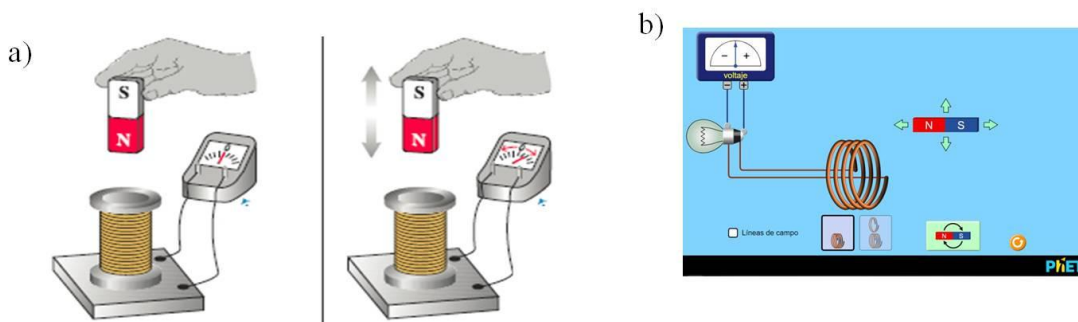 a)
S
N
S
N
b)
− +
voltaje
− +
N S
Líneas de campo
N S
PhET